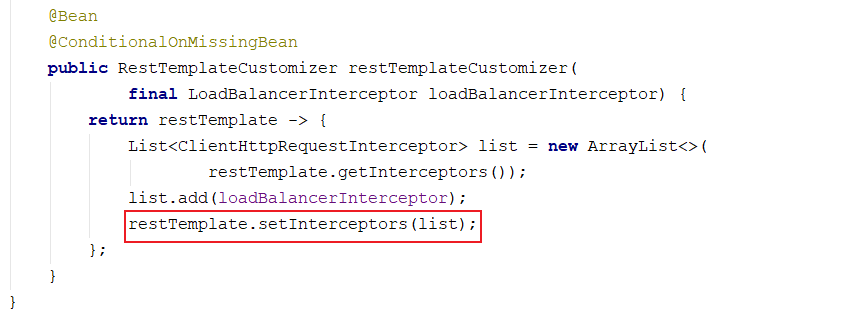 @Bean
@ConditionalOnMissingBean
public RestTemplateCustomizer restTemplateCustomizer(
        final LoadBalancerInterceptor loadBalancerInterceptor) {
    return restTemplate -> {
        List<ClientHttpRequestInterceptor> list = new ArrayList<>(
                restTemplate.getInterceptors());
        list.add(loadBalancerInterceptor);
        restTemplate.setInterceptors(list);
    };
}
}